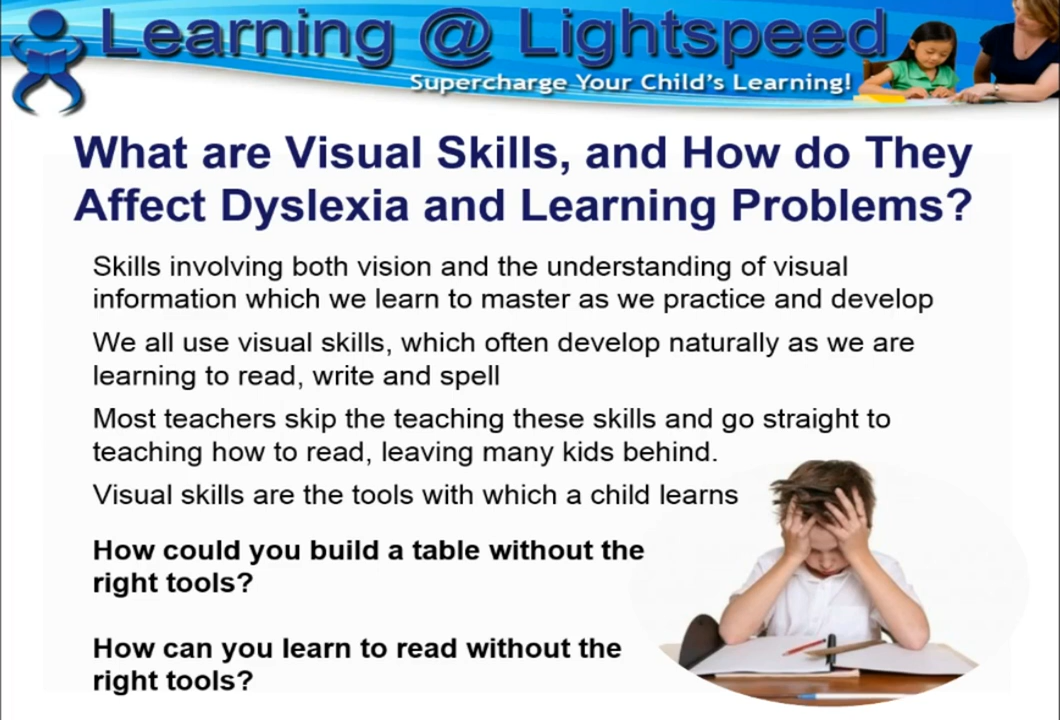 Learning @ Lightspeed
Supercharge Your Child's Learning!
What are Visual Skills, and How do They
Affect Dyslexia and Learning Problems?
Skills involving both vision and the understanding of visual
information which we learn to master as we practice and develop
We all use visual skills, which often develop naturally as we are
learning to read, write and spell
Most teachers skip the teaching these skills and go straight to
teaching how to read, leaving many kids behind.
Visual skills are the tools with which a child learns
How could you build a table without the
right tools?
How can you learn to read without the
right tools?